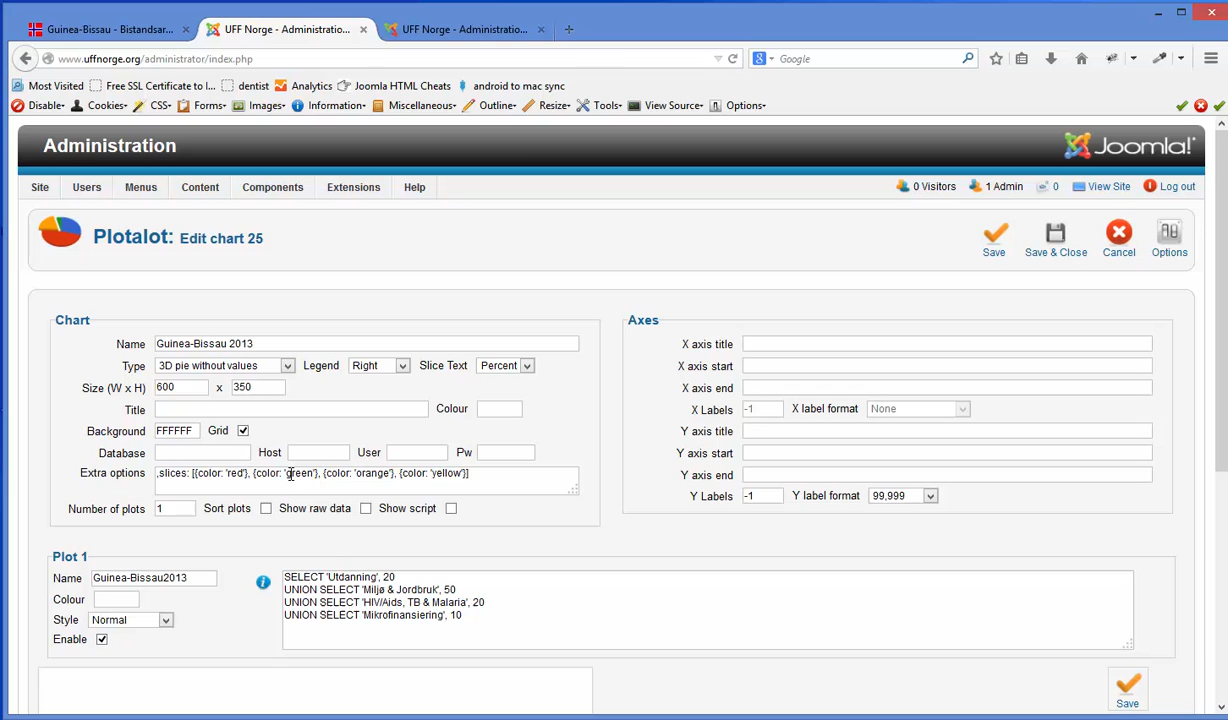 Guinea-Bissau - Bistandsar...
UFF Norge - Administratio...
UFF Norge - Administratio...
www.uffnorge.org/administrator/index.php
Google
Most Visited
Free SSL Certificate to I...
dentist
Analytics
Joomla HTML Cheats
android to mac sync
Disable
Cookies
CSS
Forms
Images
Information
Miscellaneous
Outline
Resize
Tools
View Source
Options
Administration
Joomla!
Site
Users
Menus
Content
Components
Extensions
Help
0 Visitors
1 Admin
0
View Site
Log out
Plotalot: Edit chart 25
Save
Save & Close
Cancel
Options
Chart
Name Guinea-Bissau 2013
Type 3D pie without values Legend Right Slice Text Percent
Size (W x H) 600 x 350
Title Colour
Background FFFFFF Grid
Database Host User Pw
Extra options ,slices: [{color: 'red'}, {color: 'green'}, {color: 'orange'}, {color: 'yellow'}]
Number of plots 1 Sort plots Show raw data Show script
Axes
X axis title
X axis start
X axis end
X Labels -1 X label format None
Y axis title
Y axis start
Y axis end
Y Labels -1 Y label format 99,999
Plot 1
Name Guinea-Bissau2013
Colour
Style Normal
Enable
SELECT 'Utdanning', 20
UNION SELECT 'Miljø & Jordbruk', 50
UNION SELECT 'HIV/Aids, TB & Malaria', 20
UNION SELECT 'Mikrofinansiering', 10
Save